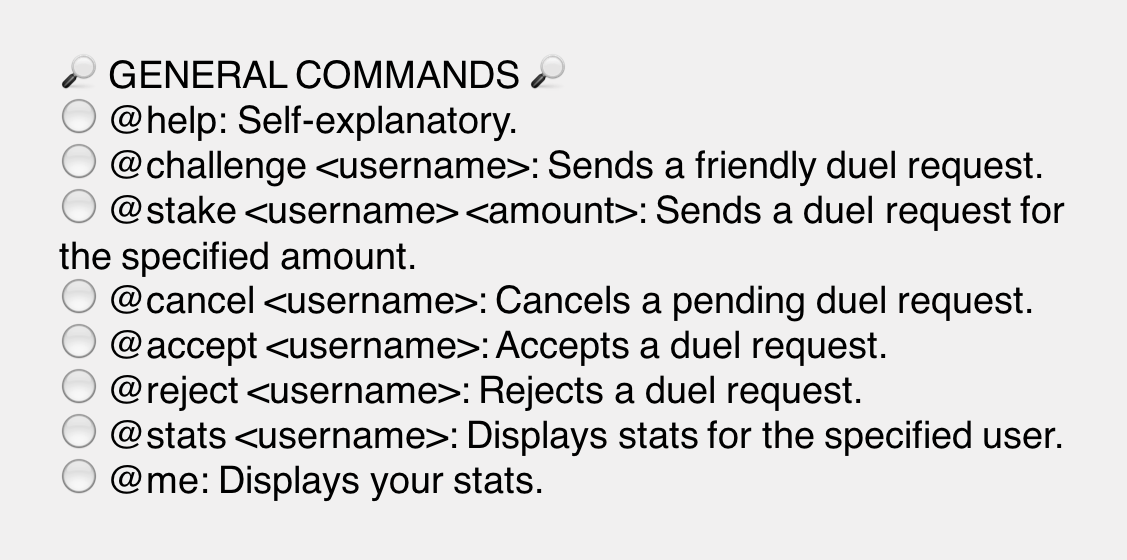 🔎 GENERAL COMMANDS 🔎
⚪ @help: Self-explanatory.
⚪ @challenge <username>: Sends a friendly duel request.
⚪ @stake <username> <amount>: Sends a duel request for
the specified amount.
⚪ @cancel <username>: Cancels a pending duel request.
⚪ @accept <username>: Accepts a duel request.
⚪ @reject <username>: Rejects a duel request.
⚪ @stats <username>: Displays stats for the specified user.
⚪ @me: Displays your stats.